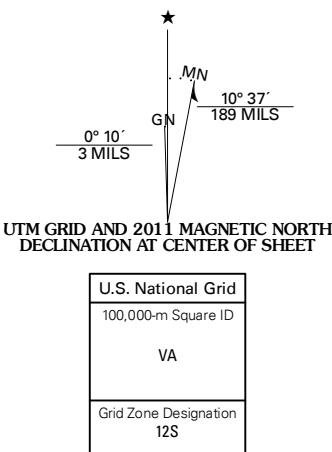 ★
MN
GN
10° 37´
189 MILS
0° 10´
3 MILS
UTM GRID AND 2011 MAGNETIC NORTH
DECLINATION AT CENTER OF SHEET
U.S. National Grid
100,000-m Square ID
VA
Grid Zone Designation
12S